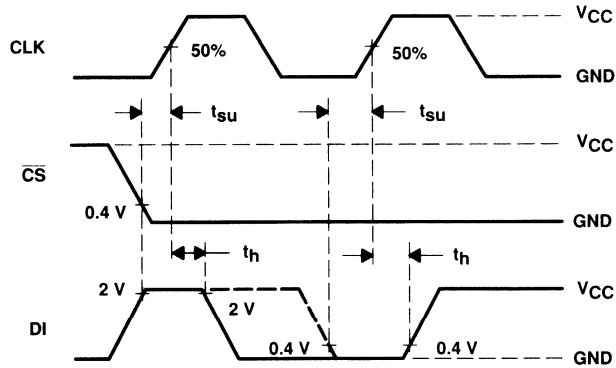 CLK
50%
50%
VCC
GND
tsu
tsu
VCC
CS
0.4 V
GND
th
th
2 V
2 V
VCC
DI
0.4 V
0.4 V
GND